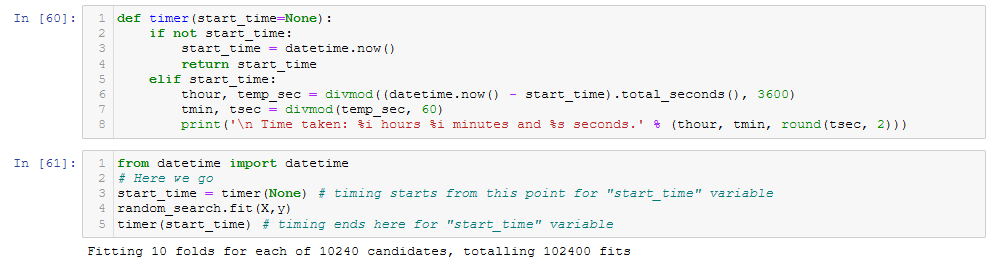 In [60]: 1 def timer(start_time=None):
2     if not start_time:
3         start_time = datetime.now()
4         return start_time
5     elif start_time:
6         thour, temp_sec = divmod((datetime.now() - start_time).total_seconds(), 3600)
7         tmin, tsec = divmod(temp_sec, 60)
8         print('\n Time taken: %i hours %i minutes and %s seconds.' % (thour, tmin, round(tsec, 2)))
In [61]: 1 from datetime import datetime
2 # Here we go
3 start_time = timer(None) # timing starts from this point for "start_time" variable
4 random_search.fit(X,y)
5 timer(start_time) # timing ends here for "start_time" variable
Fitting 10 folds for each of 10240 candidates, totalling 102400 fits